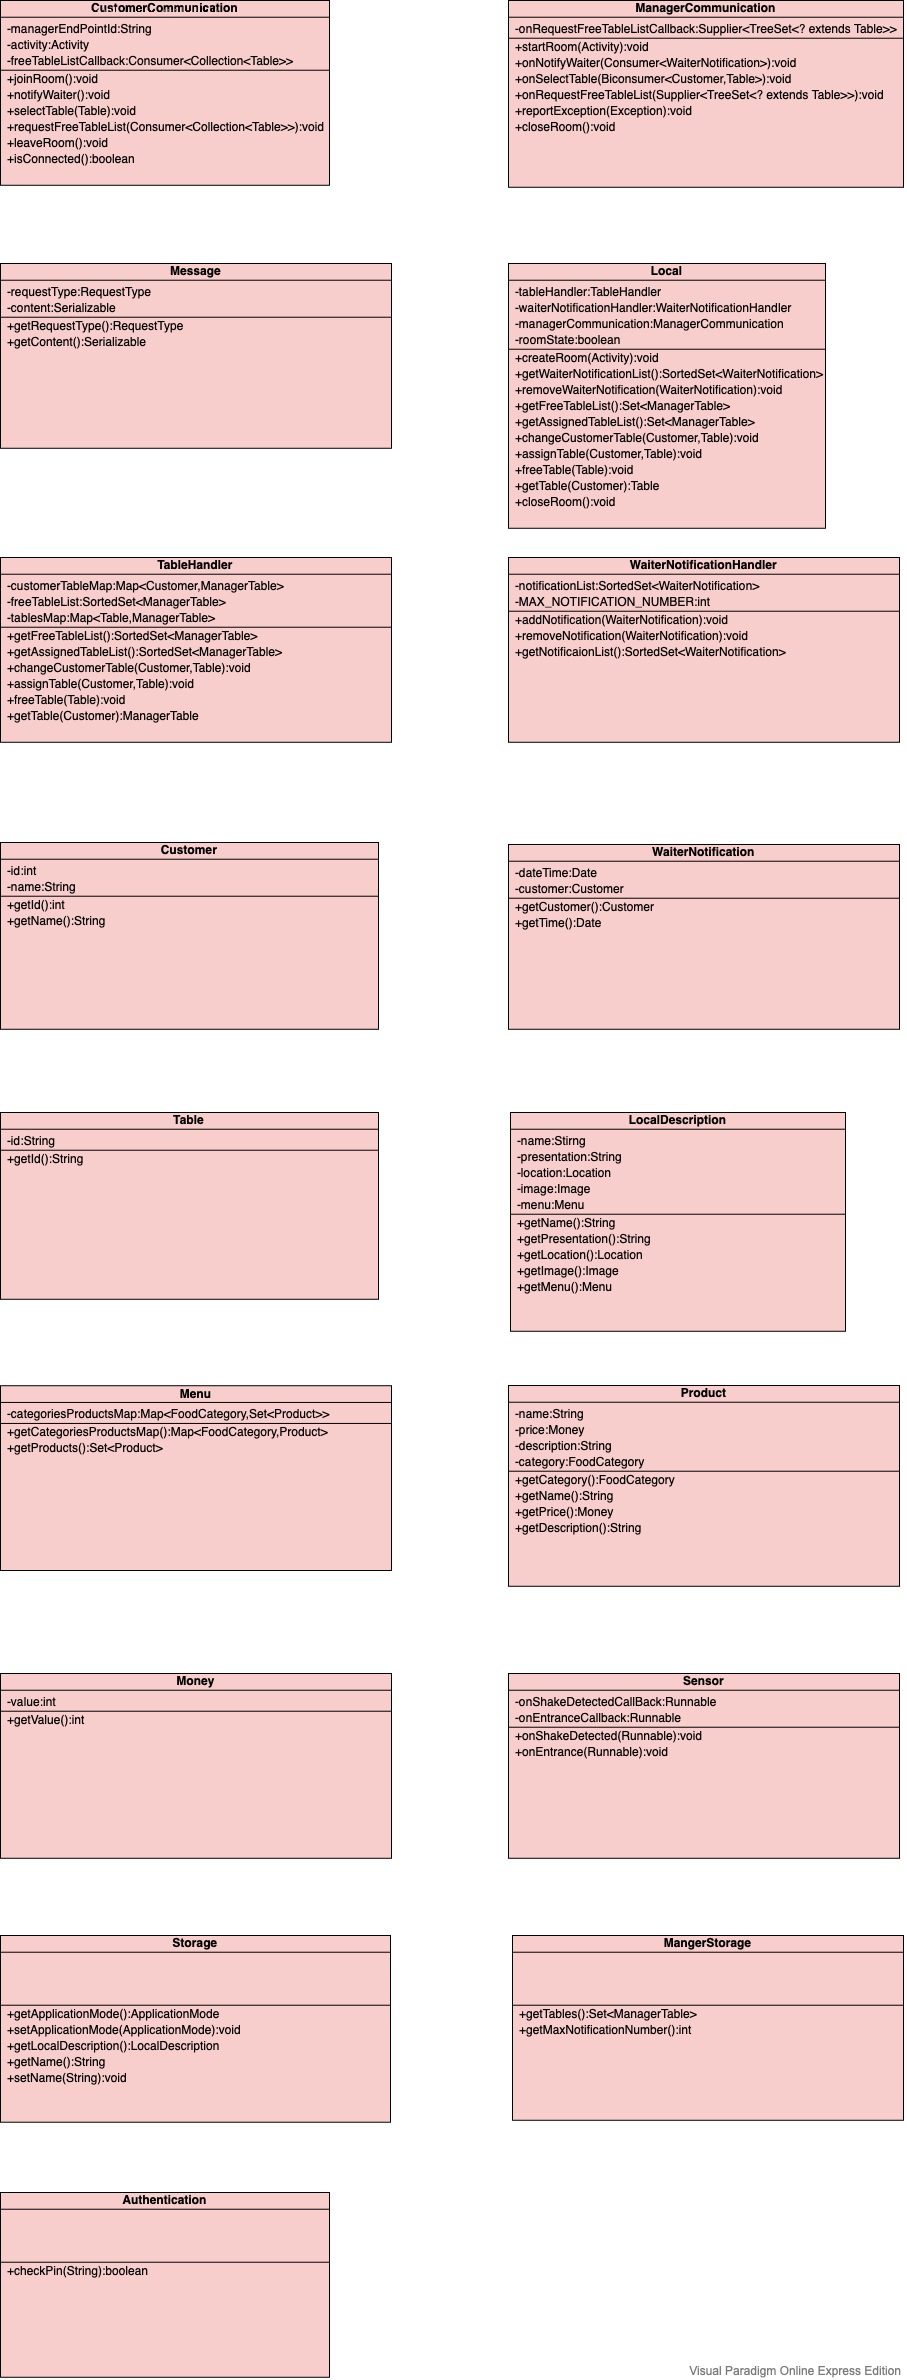 CustomerCommunication
-managerEndPointId:String
-activity:Activity
-freeTableListCallback:Consumer<Collection<Table>>
+joinRoom():void
+notifyWaiter():void
+selectTable(Table):void
+requestFreeTableList(Consumer<Collection<Table>>):void
+leaveRoom():void
+isConnected():boolean
ManagerCommunication
-onRequestFreeTableListCallback:Supplier<TreeSet<? extends Table>>
+startRoom(Activity):void
+onNotifyWaiter(Consumer<WaiterNotification>):void
+onSelectTable(Biconsumer<Customer,Table>):void
+onRequestFreeTableList(Supplier<TreeSet<? extends Table>>):void
+reportException(Exception):void
+closeRoom():void
Message
-requestType:RequestType
-content:Serializable
+getRequestType():RequestType
+getContent():Serializable
Local
-tableHandler:TableHandler
-waiterNotificationHandler:WaiterNotificationHandler
-managerCommunication:ManagerCommunication
-roomState:boolean
+createRoom(Activity):void
+getWaiterNotificationList():SortedSet<WaiterNotification>
+removeWaiterNotification(WaiterNotification):void
+getFreeTableList():Set<ManagerTable>
+getAssignedTableList():Set<ManagerTable>
+changeCustomerTable(Customer,Table):void
+assignTable(Customer,Table):void
+freeTable(Table):void
+getTable(Customer):Table
+closeRoom():void
TableHandler
-customerTableMap:Map<Customer,ManagerTable>
-freeTableList:SortedSet<ManagerTable>
-tablesMap:Map<Table,ManagerTable>
+getFreeTableList():SortedSet<ManagerTable>
+getAssignedTableList():SortedSet<ManagerTable>
+changeCustomerTable(Customer,Table):void
+assignTable(Customer,Table):void
+freeTable(Table):void
+getTable(Customer):ManagerTable
WaiterNotificationHandler
-notificationList:SortedSet<WaiterNotification>
-MAX_NOTIFICATION_NUMBER:int
+addNotification(WaiterNotification):void
+removeNotification(WaiterNotification):void
+getNotificaionList():SortedSet<WaiterNotification>
Customer
-id:int
-name:String
+getId():int
+getName():String
WaiterNotification
-dateTime:Date
-customer:Customer
+getCustomer():Customer
+getTime():Date
Table
-id:String
+getId():String
LocalDescription
-name:Stirng
-presentation:String
-location:Location
-image:Image
-menu:Menu
+getName():String
+getPresentation():String
+getLocation():Location
+getImage():Image
+getMenu():Menu
Menu
-categoriesProductsMap:Map<FoodCategory,Set<Product>>
+getCategoriesProductsMap():Map<FoodCategory,Product>
+getProducts():Set<Product>
Product
-name:String
-price:Money
-description:String
-category:FoodCategory
+getCategory():FoodCategory
+getName():String
+getPrice():Money
+getDescription():String
Money
-value:int
+getValue():int
Sensor
-onShakeDetectedCallBack:Runnable
-onEntranceCallback:Runnable
+onShakeDetected(Runnable):void
+onEntrance(Runnable):void
Storage
+getApplicationMode():ApplicationMode
+setApplicationMode(ApplicationMode):void
+getLocalDescription():LocalDescription
+getName():String
+setName(String):void
MangerStorage
+getTables():Set<ManagerTable>
+getMaxNotificationNumber():int
Authentication
+checkPin(String):boolean
Visual Paradigm Online Express Edition